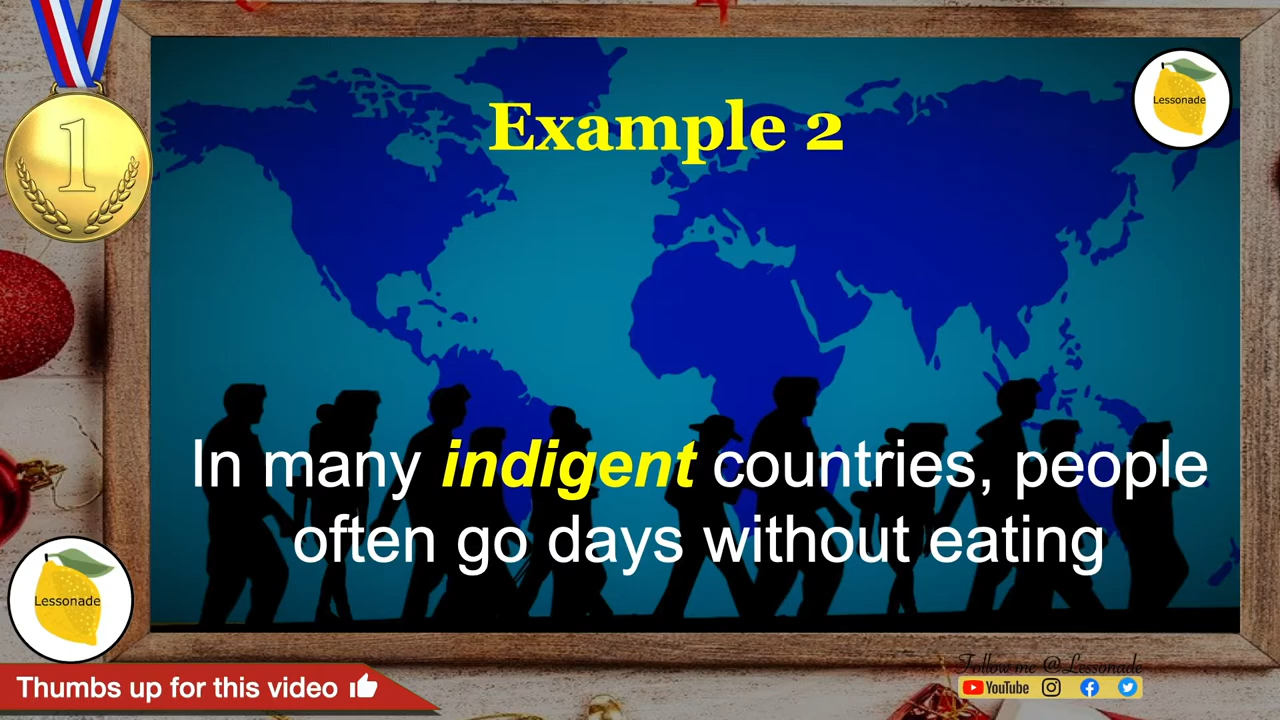 1
Lessonade
Example 2
In many indigent countries, people
often go days without eating
Lessonade
Thumbs up for this video
Follow me @Lessonade
YouTube